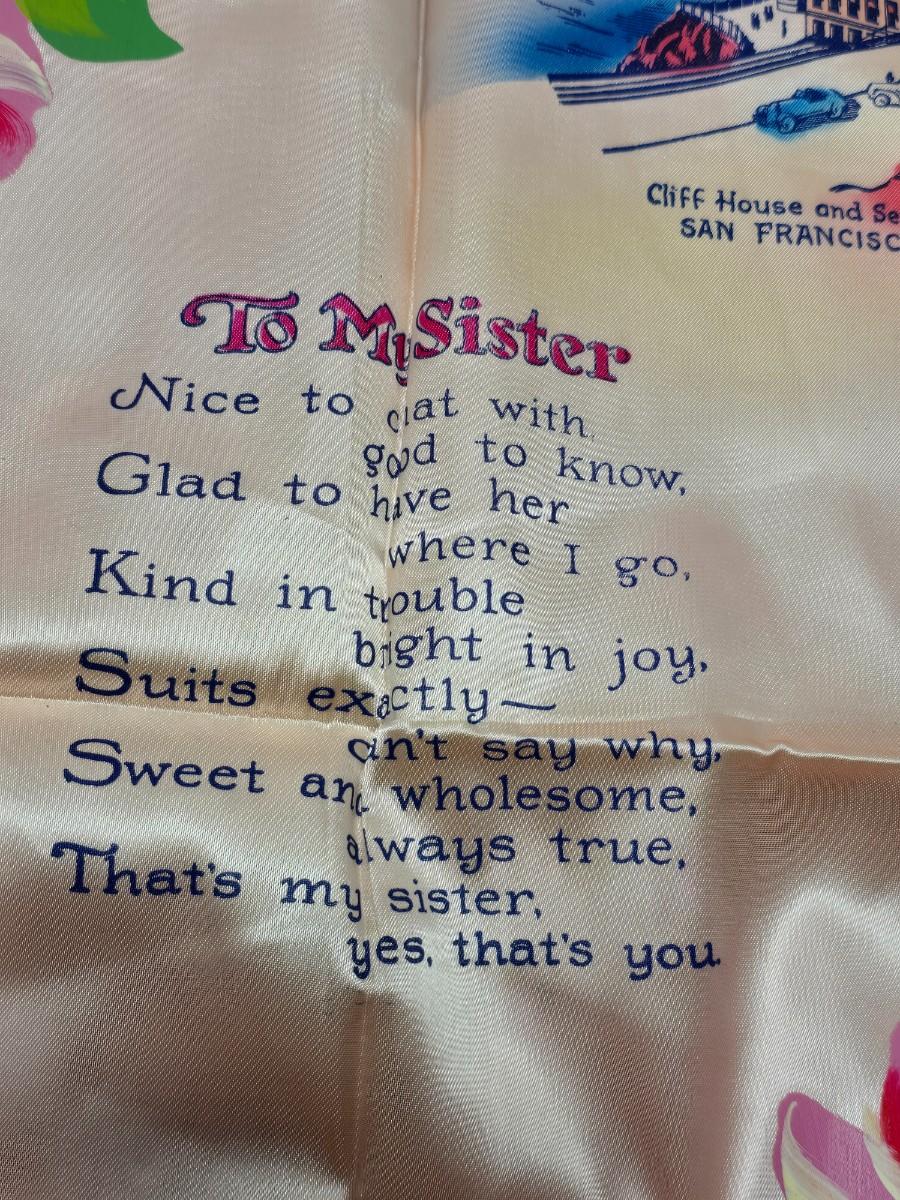 Cliff House and Se
SAN FRANCISC
To My Sister
Nice to chat with,
good to know,
Glad to have her
where I go,
Kind in trouble
bright in joy,
Suits exactly—
can't say why,
Sweet and wholesome,
always true,
That's my sister,
yes, that's you